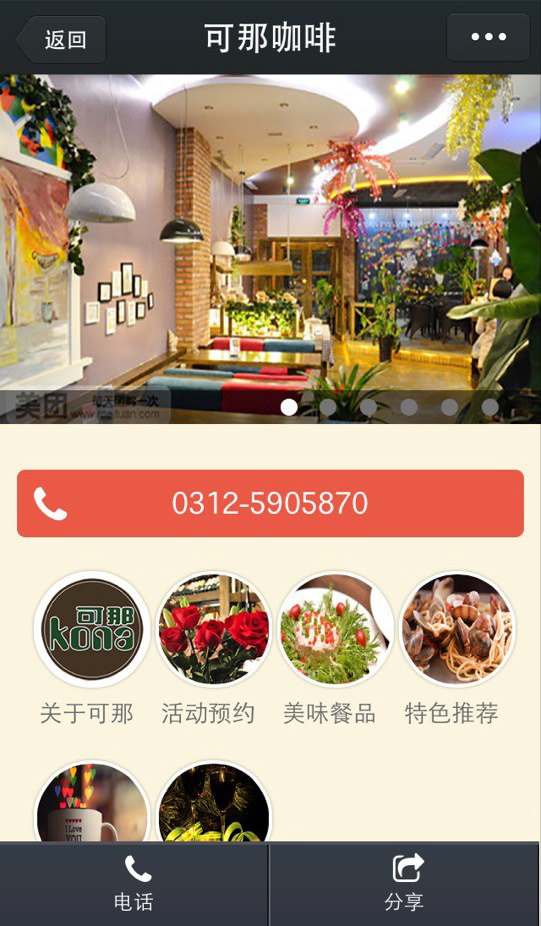 返回
可那咖啡
美团
每天团购一次
www.meituan.com
0312-5905870
可那
kona
关于可那
活动预约
美味餐品
特色推荐
I Love
YOU
电话
分享